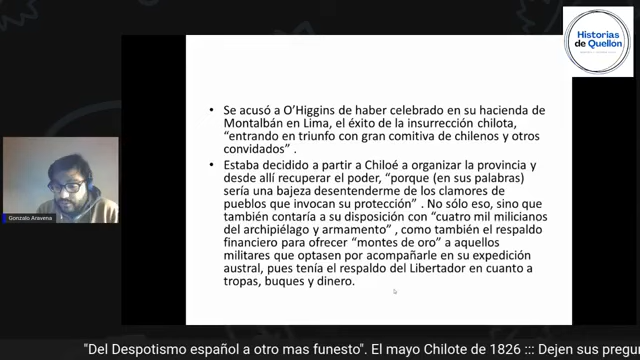 Historias
de Quellon
• Se acusó a O’Higgins de haber celebrado en su hacienda de
Montalbán en Lima, el éxito de la insurrección chilota,
“entrando en triunfo con gran comitiva de chilenos y otros
convidados” .
• Estaba decidido a partir a Chiloé a organizar la provincia y
desde allí recuperar el poder, “porque (en sus palabras)
sería una bajeza desentenderme de los clamores de
pueblos que invocan su protección” . No sólo eso, sino que
también contaría a su disposición con “cuatro mil milicianos
del archipiélago y armamento” , como también el respaldo
financiero para ofrecer “montes de oro” a aquellos
militares que optasen por acompañarle en su expedición
austral, pues tenía el respaldo del Libertador en cuanto a
tropas, buques y dinero.
Gonzalo Aravena
"Del Despotismo español a otro mas funesto". El mayo Chilote de 1826 ::: Dejen sus pregun